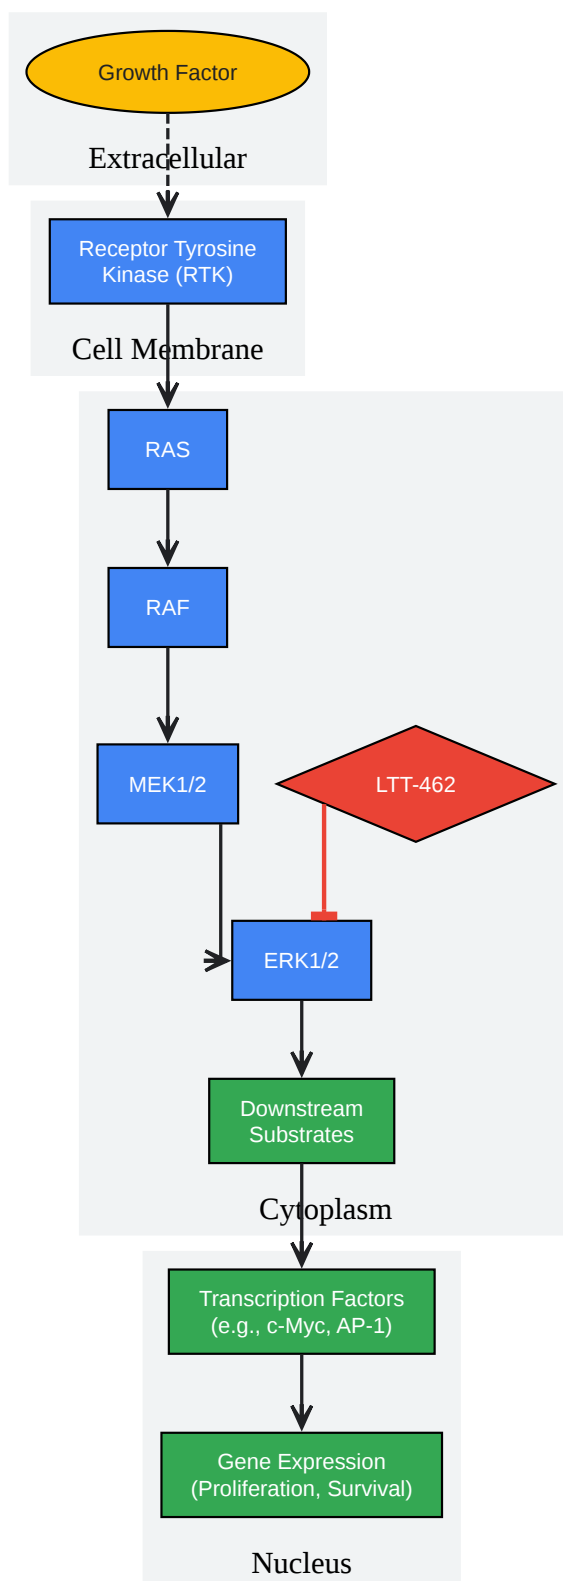 Growth Factor
Extracellular
Receptor Tyrosine
Kinase (RTK)
Cell Membrane
RAS
RAF
MEK1/2
LTT-462
ERK1/2
Downstream
Substrates
Cytoplasm
Transcription Factors
(e.g., c-Myc, AP-1)
Gene Expression
(Proliferation, Survival)
Nucleus